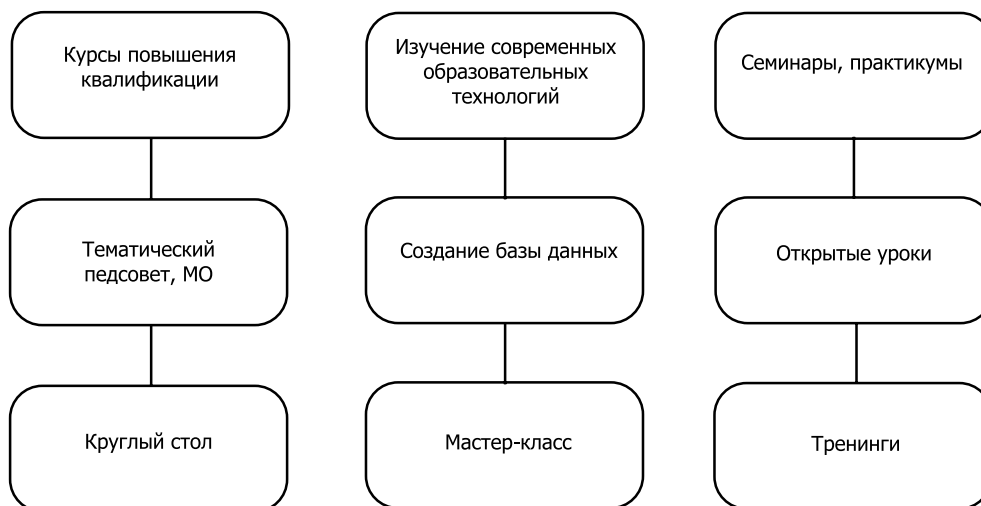 Курсы повышения
квалификации
Изучение современных
образовательных
технологий
Семинары, практикумы
Тематический
педсовет, МО
Создание базы данных
Открытые уроки
Круглый стол
Мастер-класс
Тренинги